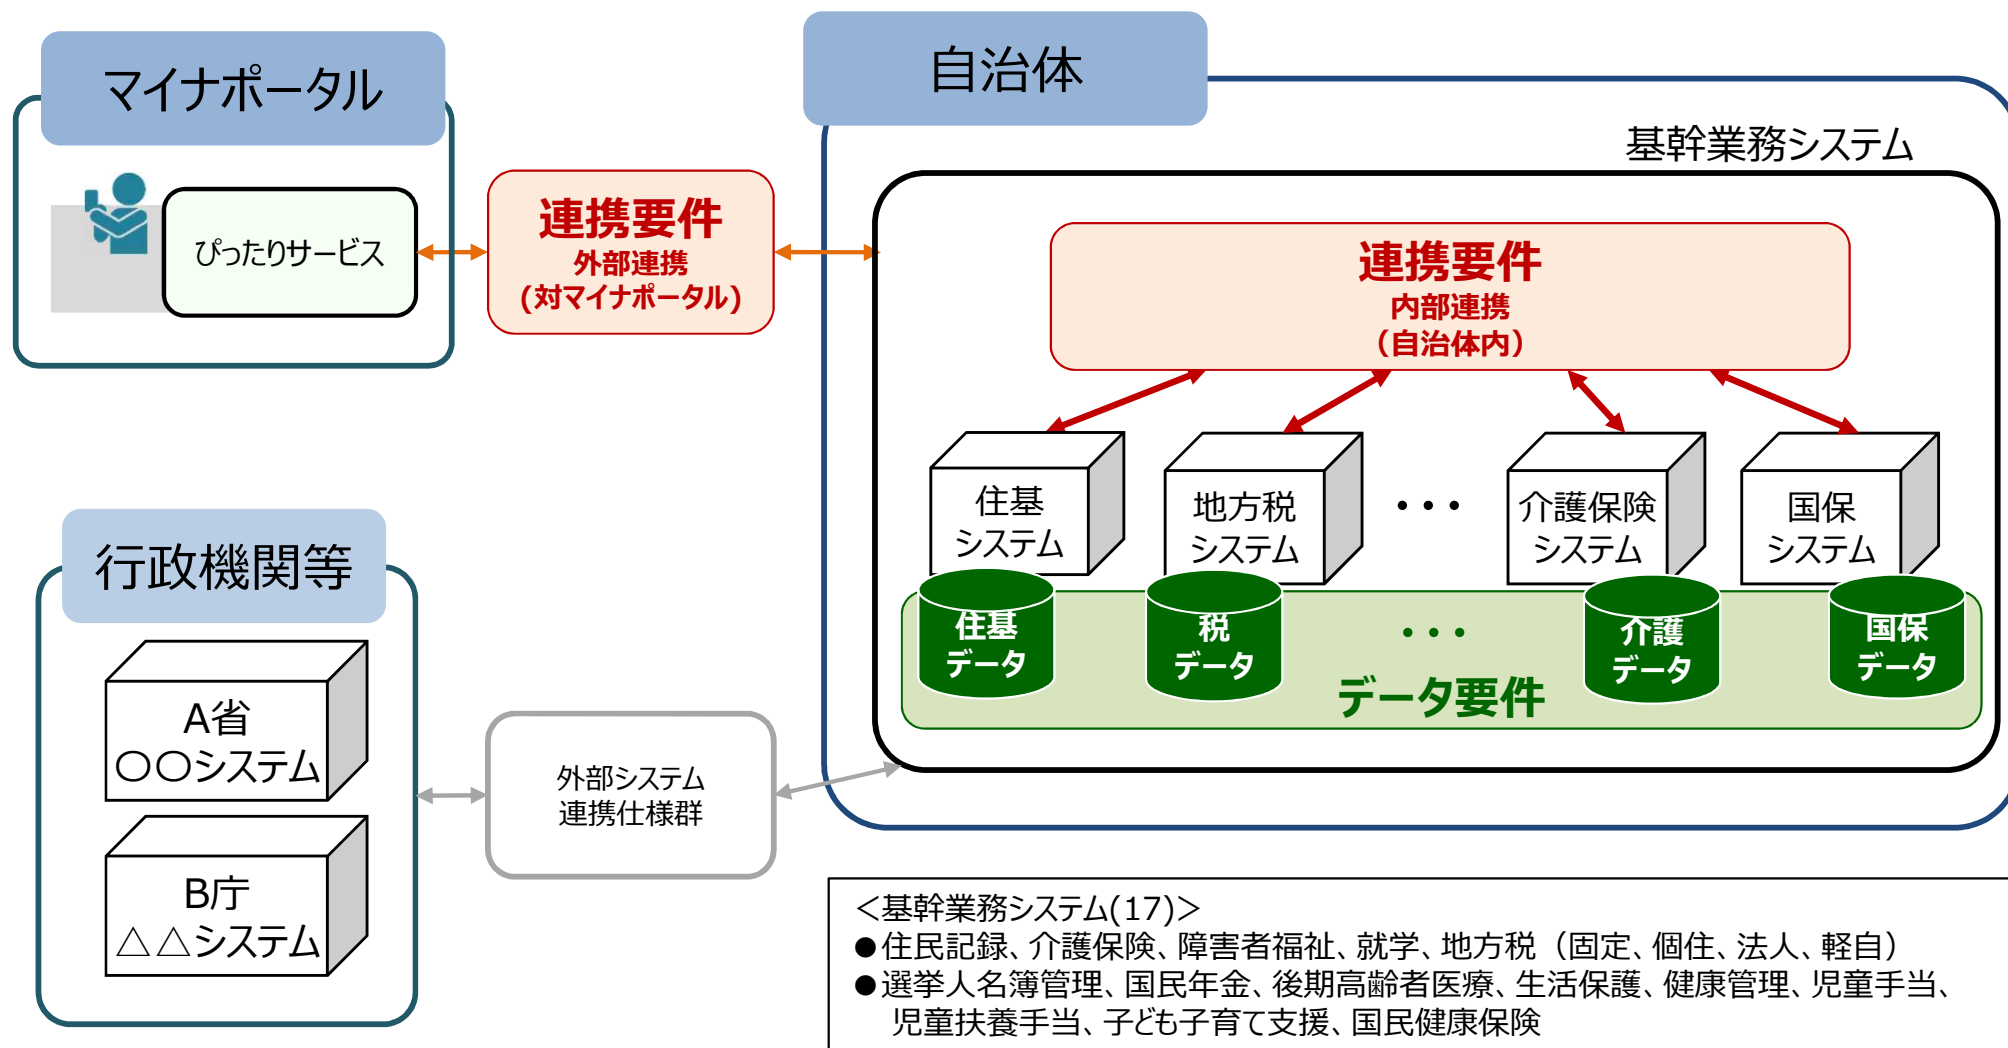 マイナポータル
ぴったりサービス
連携要件
外部連携
(対マイナポータル)
自治体
基幹業務システム
連携要件
内部連携
（自治体内）
住基
システム
地方税
システム
・・・
介護保険
システム
国保
システム
住基
データ
税
データ
・・・
介護
データ
国保
データ
データ要件
行政機関等
A省
〇〇システム
B庁
△△システム
外部システム
連携仕様群
＜基幹業務システム(17)＞
●住民記録、介護保険、障害者福祉、就学、地方税（固定、個住、法人、軽自）
●選挙人名簿管理、国民年金、後期高齢者医療、生活保護、健康管理、児童手当、
児童扶養手当、子ども子育て支援、国民健康保険